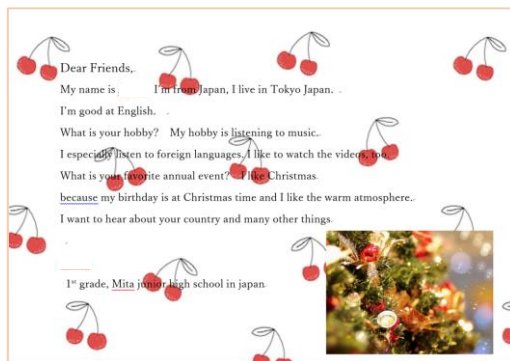 Dear Friends,
My name is I'm from Japan, I live in Tokyo Japan.
I'm good at English.
What is your hobby? My hobby is listening to music.
I especially listen to foreign languages. I like to watch the videos, too.
What is your favorite annual event? I like Christmas
because my birthday is at Christmas time and I like the warm atmosphere.
I want to hear about your country and many other things
1st grade, Mita junior high school in japan